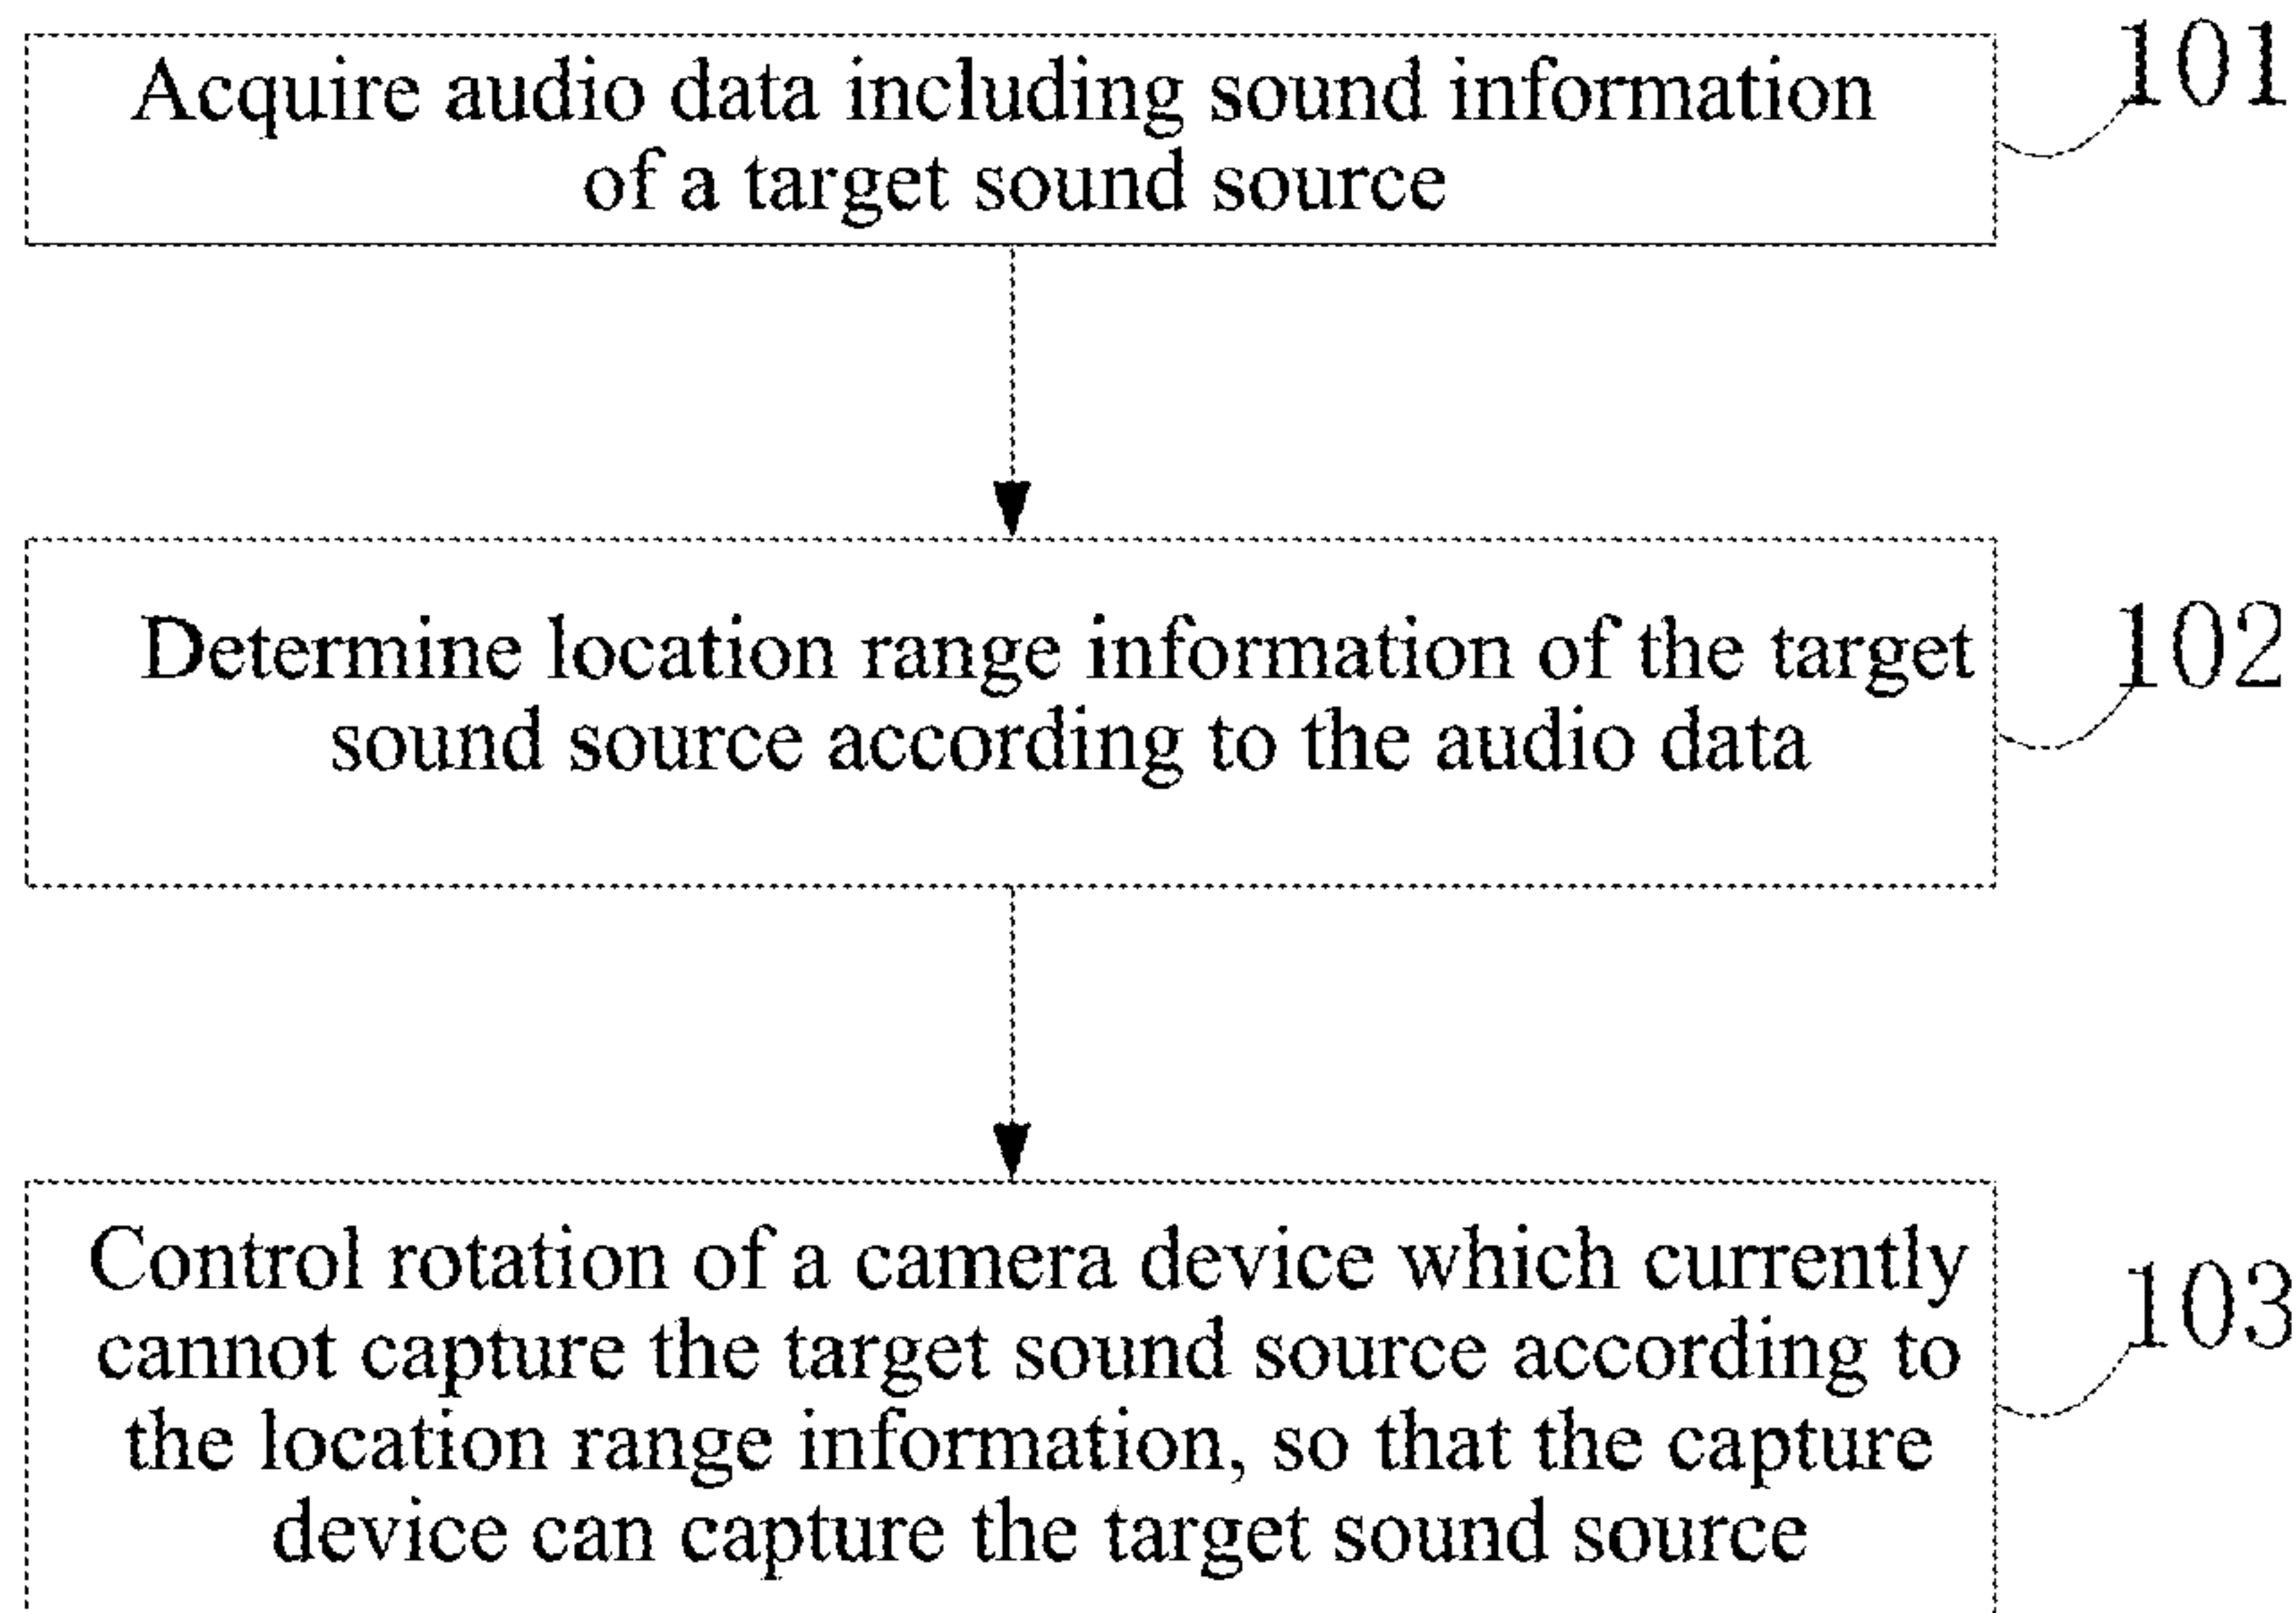 Acquire audio data including sound information
of a target sound source
101
Determine location range information of the target
sound source according to the audio data
102
Control rotation of a camera device which currently
cannot capture the target sound source according to
the location range information, so that the capture
device can capture the target sound source
103